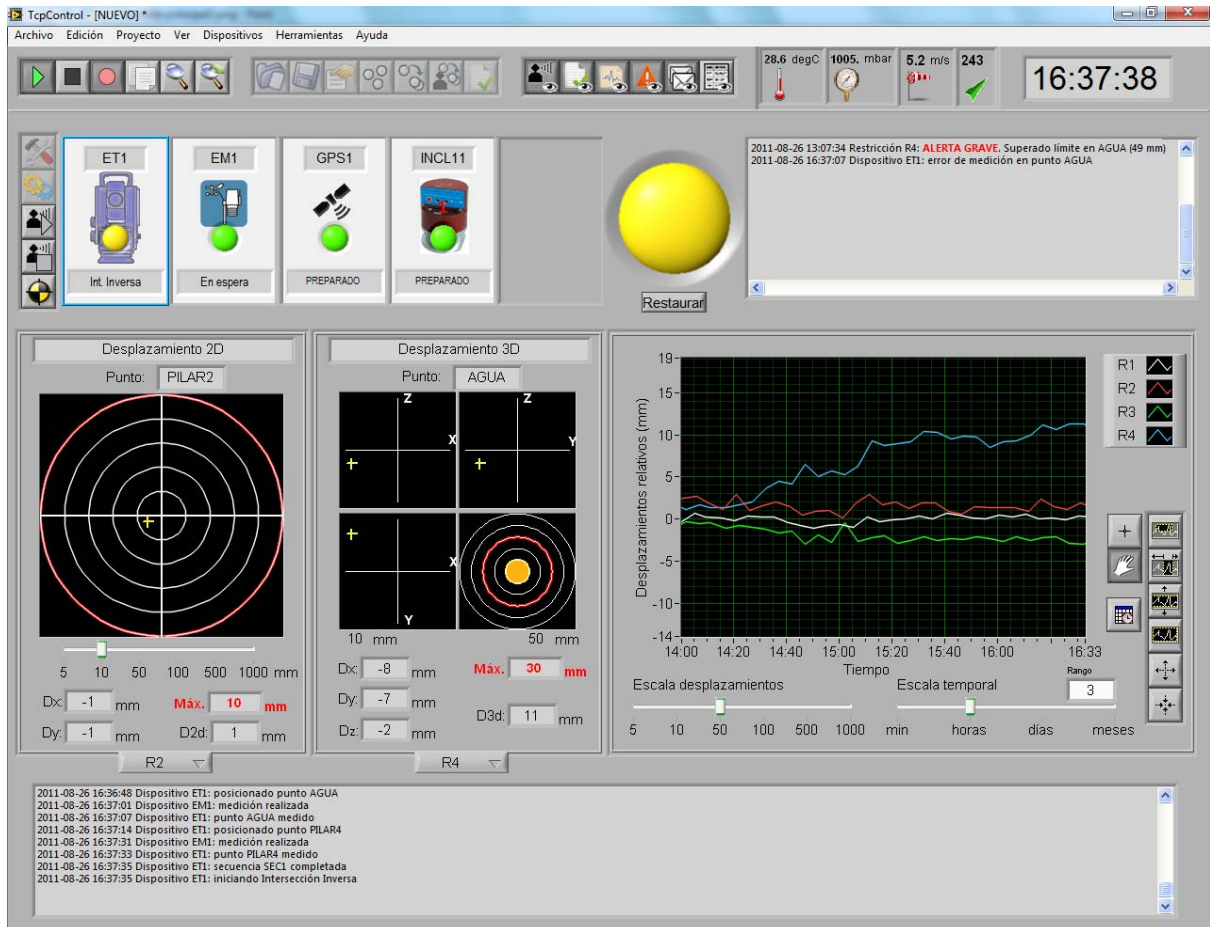 TcpControl - [NUEVO] *
Archivo Edición Proyecto Ver Dispositivos Herramientas Ayuda
28.6 degC 1005. mbar 5.2 m/s 243
16:37:38
ET1 EM1 GPS1 INCL11
Int. Inversa En espera PREPARADO PREPARADO
Restaurar
2011-08-26 13:07:34 Restricción R4: ALERTA GRAVE. Superado límite en AGUA (49 mm)
2011-08-26 16:37:07 Dispositivo ET1: error de medición en punto AGUA
Desplazamiento 2D
Punto: PILAR2
5 10 50 100 500 1000 mm
Dx: -1 mm Máx. 10 mm
Dy: -1 mm D2d: 1 mm
R2
Desplazamiento 3D
Punto: AGUA
Z Z
X Y
X
Y
10 mm 50 mm
Dx: -8 mm Máx. 30 mm
Dy: -7 mm
D3d: 11 mm
Dz: -2 mm
R4
Desplazamientos relativos (mm)
19
15
10
5
0
-5
-10
-14
14:00 14:20 14:40 15:00 15:20 15:40 16:00 16:33
Tiempo
R1
R2
R3
R4
Escala desplazamientos
5 10 50 100 500 1000
Escala temporal
min horas días meses
Rango
3
2011-08-26 16:36:48 Dispositivo ET1: posicionado punto AGUA
2011-08-26 16:37:01 Dispositivo EM1: medición realizada
2011-08-26 16:37:07 Dispositivo ET1: punto AGUA medido
2011-08-26 16:37:14 Dispositivo ET1: posicionado punto PILAR4
2011-08-26 16:37:31 Dispositivo EM1: medición realizada
2011-08-26 16:37:33 Dispositivo ET1: punto PILAR4 medido
2011-08-26 16:37:35 Dispositivo ET1: secuencia SEC1 completada
2011-08-26 16:37:35 Dispositivo ET1: iniciando Intersección Inversa